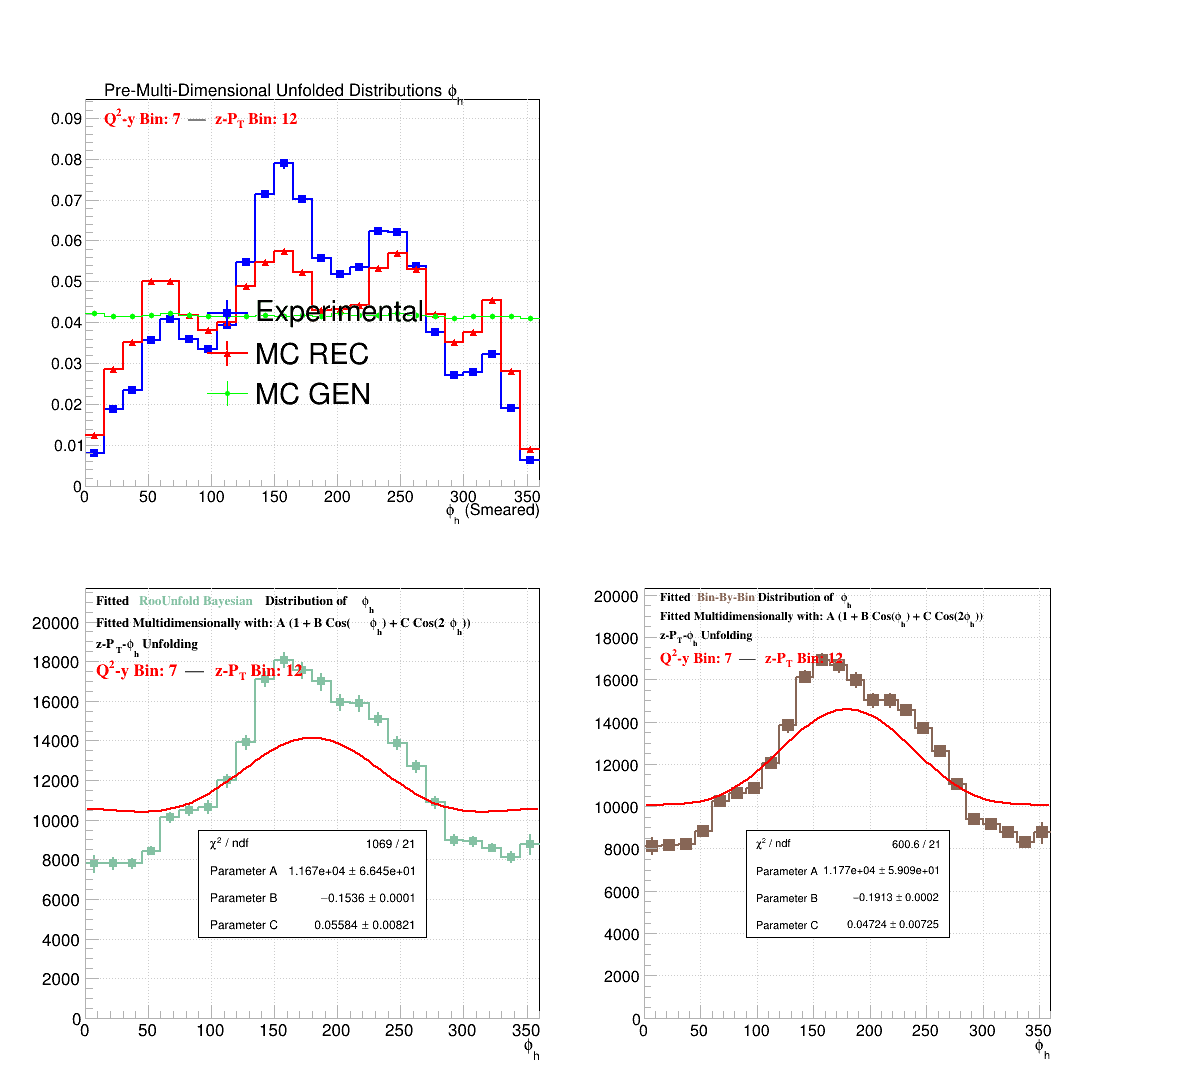 Pre-Multi-Dimensional Unfolded Distributions ϕh
Q2-y Bin: 7 — z-PT Bin: 12
0.09
0.08
0.07
0.06
0.05
0.04
0.03
0.02
0.01
0
Experimental
MC REC
MC GEN
0 50 100 150 200 250 300 350
ϕh (Smeared)
Fitted RooUnfold Bayesian Distribution of ϕh
Fitted Multidimensionally with: A (1 + B Cos( ϕh) + C Cos(2 ϕh))
z-PT-ϕh Unfolding
Q2-y Bin: 7 — z-PT Bin: 12
20000
18000
16000
14000
12000
10000
8000
6000
4000
2000
0
χ2 / ndf 1069 / 21
Parameter A 1.167e+04 ± 6.645e+01
Parameter B −0.1536 ± 0.0001
Parameter C 0.05584 ± 0.00821
0 50 100 150 200 250 300 350
ϕh
Fitted Bin-By-Bin Distribution of ϕh
Fitted Multidimensionally with: A (1 + B Cos(ϕh) + C Cos(2ϕh))
z-PT-ϕh Unfolding
Q2-y Bin: 7 — z-PT Bin: 12
20000
18000
16000
14000
12000
10000
8000
6000
4000
2000
0
χ2 / ndf 600.6 / 21
Parameter A 1.177e+04 ± 5.909e+01
Parameter B −0.1913 ± 0.0002
Parameter C 0.04724 ± 0.00725
0 50 100 150 200 250 300 350
ϕh